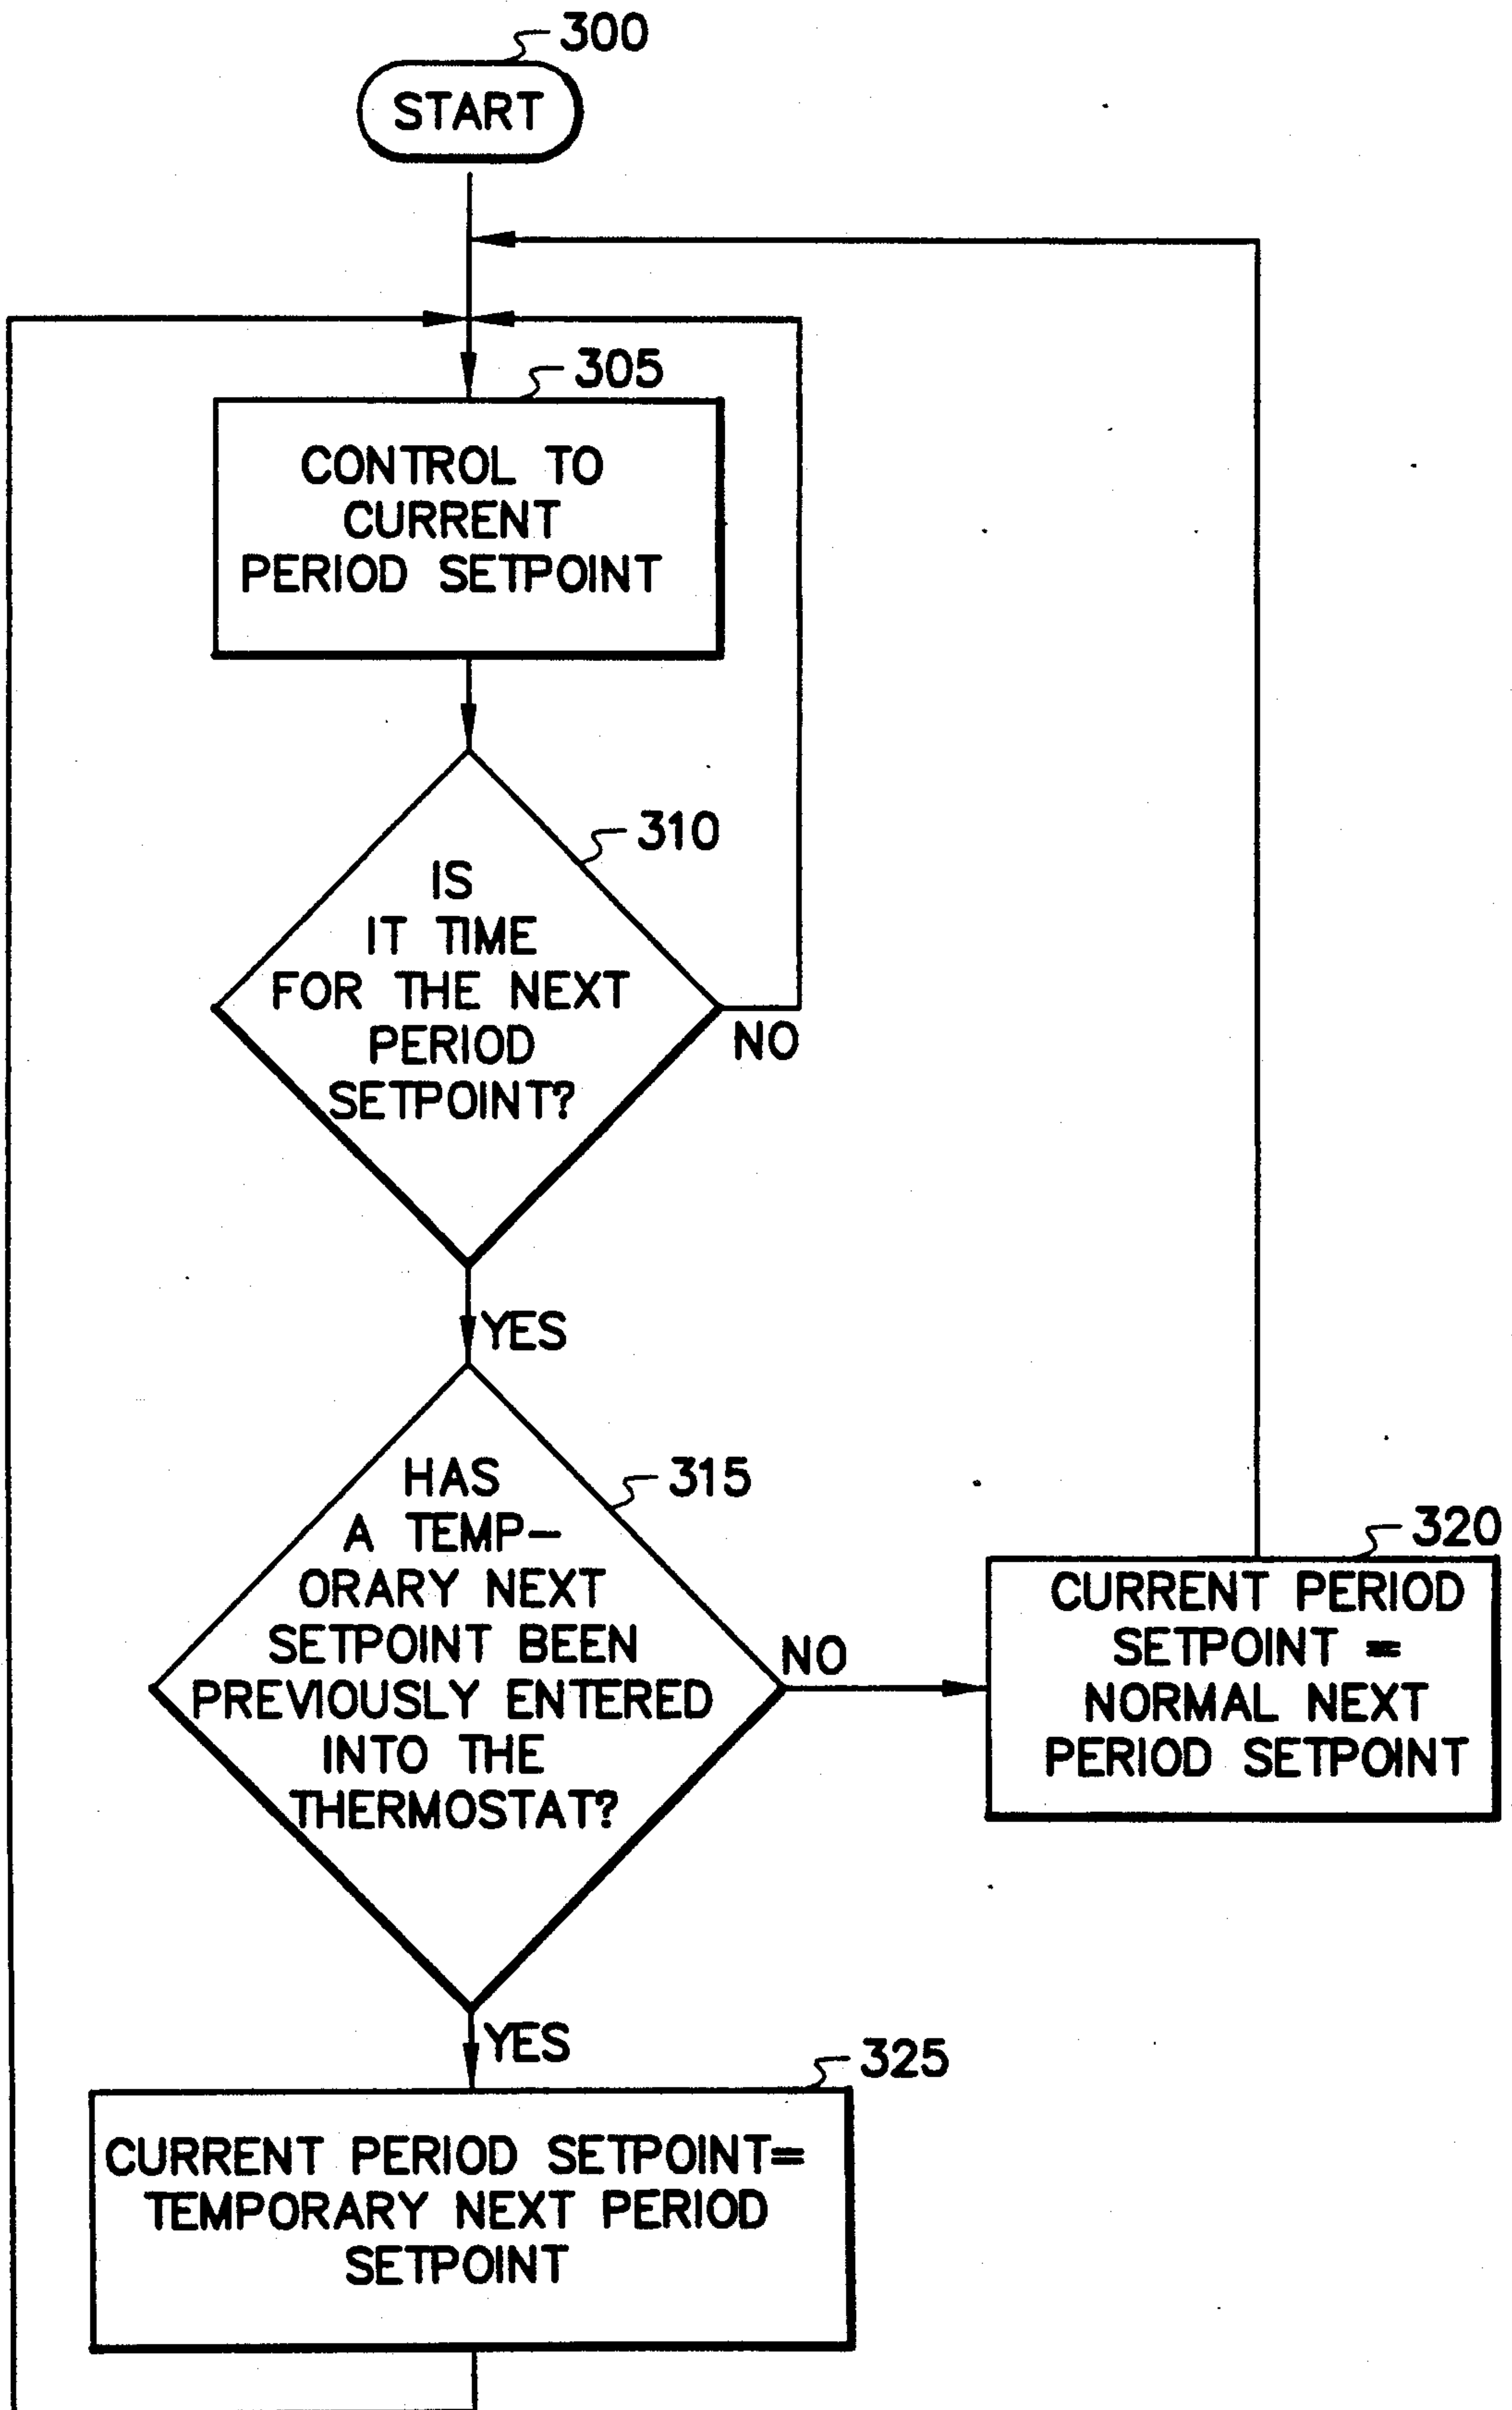 300
START
305
CONTROL TO
CURRENT
PERIOD SETPOINT
310
IS
IT TIME
FOR THE NEXT
PERIOD
SETPOINT?
NO
YES
315
HAS
A TEMP-
ORARY NEXT
SETPOINT BEEN
PREVIOUSLY ENTERED
INTO THE
THERMOSTAT?
NO
320
CURRENT PERIOD
SETPOINT =
NORMAL NEXT
PERIOD SETPOINT
YES
325
CURRENT PERIOD SETPOINT=
TEMPORARY NEXT PERIOD
SETPOINT